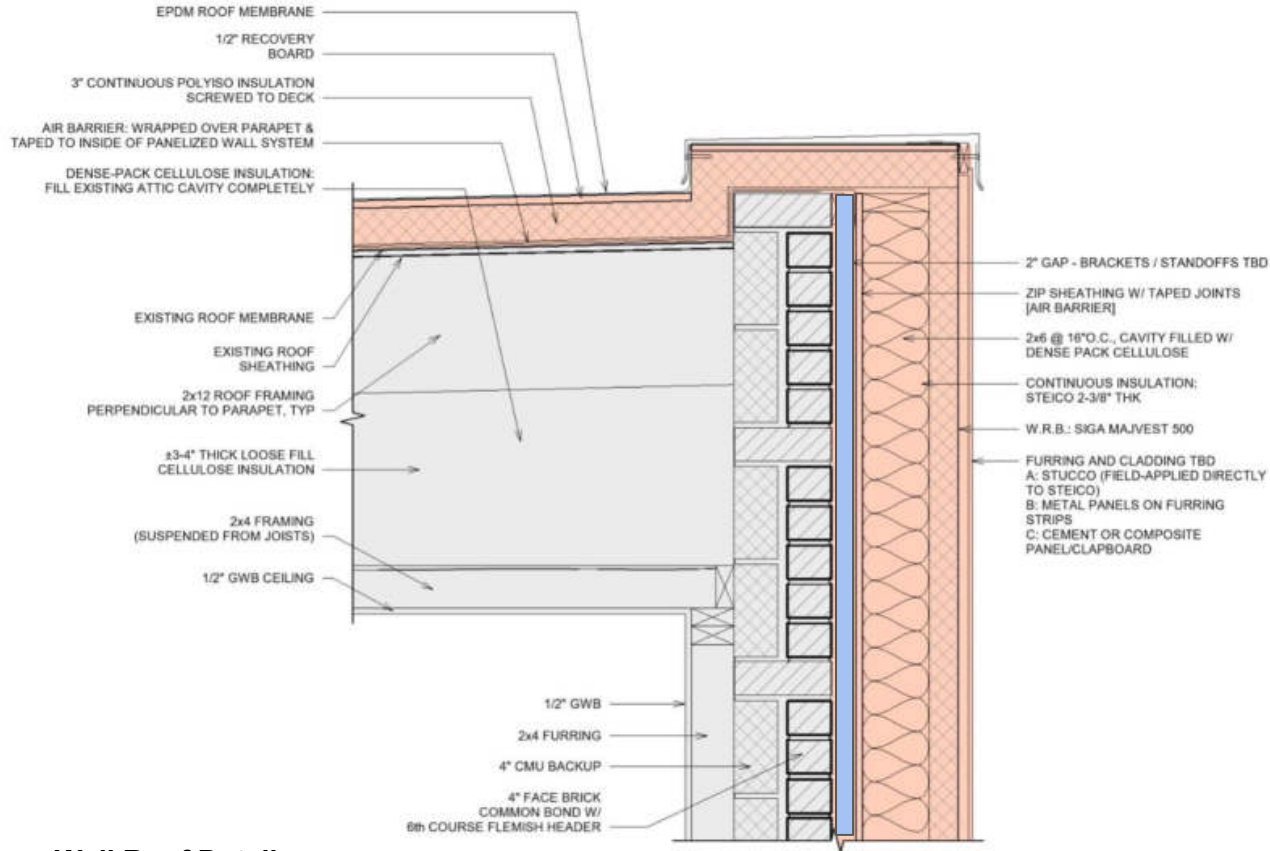 EPDM ROOF MEMBRANE
1/2" RECOVERY
BOARD
3" CONTINUOUS POLYISO INSULATION
SCREWED TO DECK
AIR BARRIER: WRAPPED OVER PARAPET &
TAPED TO INSIDE OF PANELIZED WALL SYSTEM
DENSE-PACK CELLULOSE INSULATION:
FILL EXISTING ATTIC CAVITY COMPLETELY
EXISTING ROOF MEMBRANE
EXISTING ROOF
SHEATHING
2x12 ROOF FRAMING
PERPENDICULAR TO PARAPET, TYP
±3-4" THICK LOOSE FILL
CELLULOSE INSULATION
2x4 FRAMING
(SUSPENDED FROM JOISTS)
1/2" GWB CEILING
1/2" GWB
2x4 FURRING
4" CMU BACKUP
4" FACE BRICK
COMMON BOND W/
6th COURSE FLEMISH HEADER
2" GAP - BRACKETS / STANDOFFS TBD
ZIP SHEATHING W/ TAPED JOINTS
[AIR BARRIER]
2x6 @ 16"O.C., CAVITY FILLED W/
DENSE PACK CELLULOSE
CONTINUOUS INSULATION:
STEICO 2-3/8" THK
W.R.B.: SIGA MAJVEST 500
FURRING AND CLADDING TBD
A: STUCCO (FIELD-APPLIED DIRECTLY
TO STEICO)
B: METAL PANELS ON FURRING
STRIPS
C: CEMENT OR COMPOSITE
PANEL/CLAPBOARD